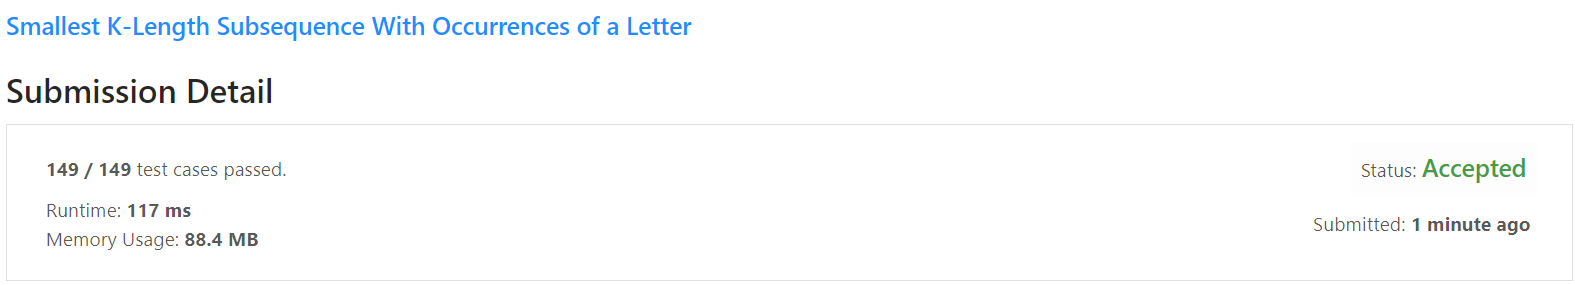 Smallest K-Length Subsequence With Occurrences of a Letter
Submission Detail
149 / 149 test cases passed.
Status: Accepted
Runtime: 117 ms
Submitted: 1 minute ago
Memory Usage: 88.4 MB